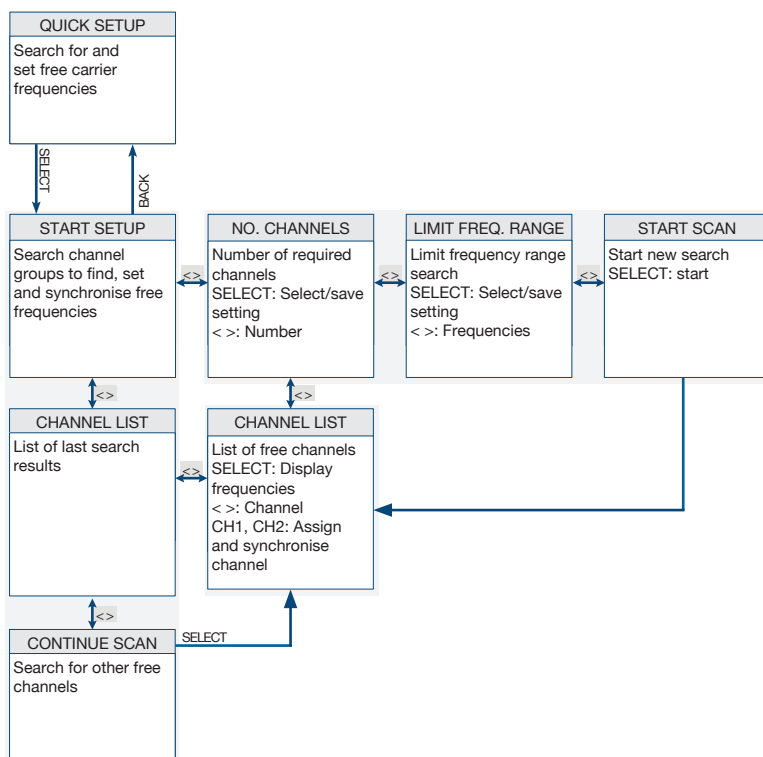 QUICK SETUP
Search for and
set free carrier
frequencies
SELECT
BACK
START SETUP
Search channel
groups to find, set
and synchronise free
frequencies
<>
NO. CHANNELS
Number of required
channels
SELECT: Select/save
setting
< >: Number
<>
LIMIT FREQ. RANGE
Limit frequency range
search
SELECT: Select/save
setting
< >: Frequencies
<>
START SCAN
Start new search
SELECT: start
<>
<>
CHANNEL LIST
List of last search
results
<>
CHANNEL LIST
List of free channels
SELECT: Display
frequencies
< >: Channel
CH1, CH2: Assign
and synchronise
channel
<>
CONTINUE SCAN
Search for other free
channels
SELECT